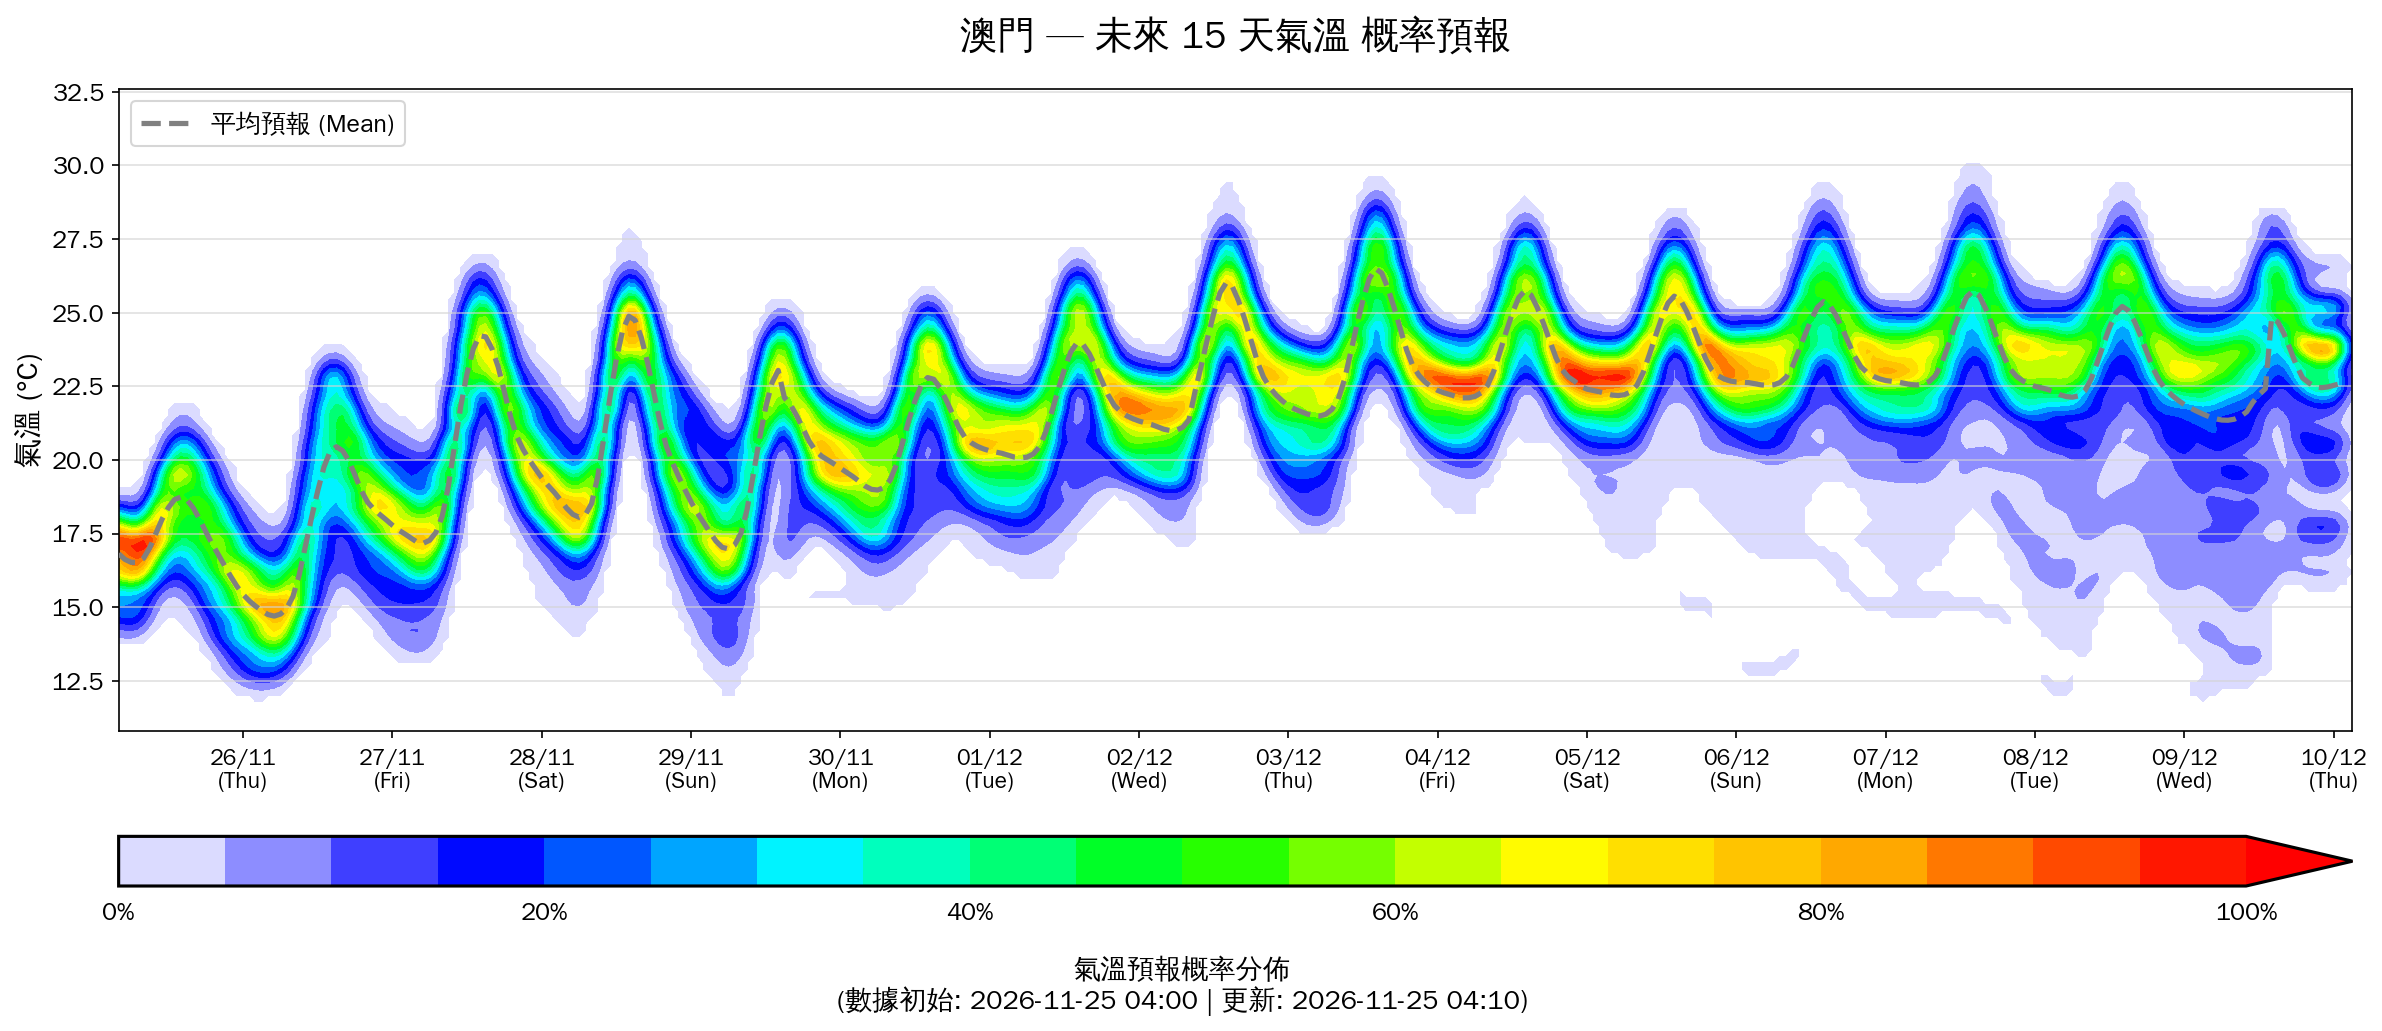 澳門 — 未來 15 天氣溫 概率預報
平均預報 (Mean)
氣溫 (°C)
32.5
30.0
27.5
25.0
22.5
20.0
17.5
15.0
12.5
26/11 27/11 28/11 29/11 30/11 01/12 02/12 03/12 04/12 05/12 06/12 07/12 08/12 09/12 10/12
(Thu) (Fri) (Sat) (Sun) (Mon) (Tue) (Wed) (Thu) (Fri) (Sat) (Sun) (Mon) (Tue) (Wed) (Thu)
0% 20% 40% 60% 80% 100%
氣溫預報概率分佈
(數據初始: 2026-11-25 04:00 | 更新: 2026-11-25 04:10)